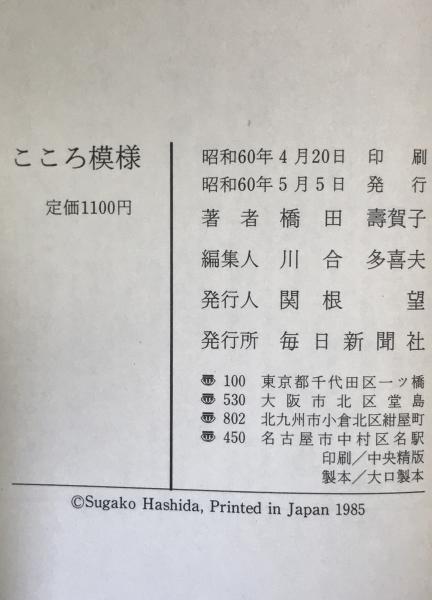 こころ模様
定価1100円
昭和60年4月20日 印刷
昭和60年5月5日 発行
著者 橋田 壽賀子
編集人 川合 多喜夫
発行人 関根 望
発行所 毎日新聞社
〠 100 東京都千代田区一ッ橋
〠 530 大阪市北区堂島
〠 802 北九州市小倉北区紺屋町
〠 450 名古屋市中村区名駅
印刷/中央精版
製本/大口製本
©Sugako Hashida, Printed in Japan 1985